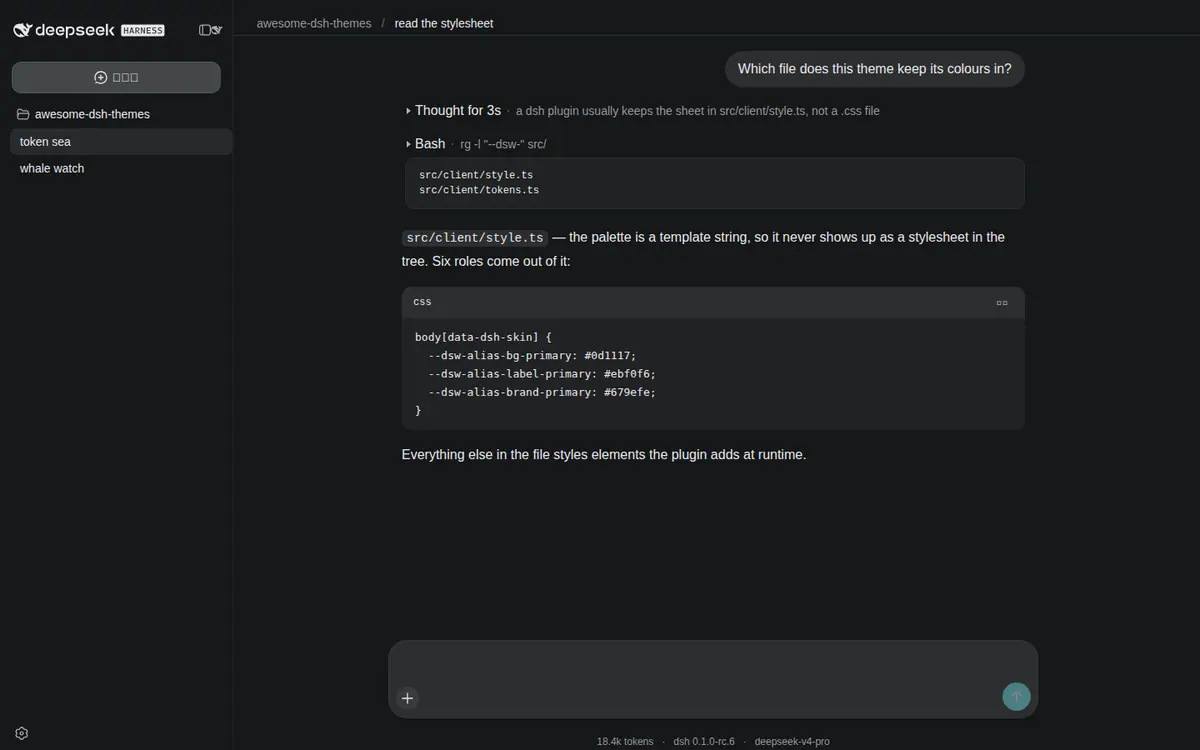 deepseek HARNESS
awesome-dsh-themes
token sea
whale watch
awesome-dsh-themes / read the stylesheet
Which file does this theme keep its colours in?
Thought for 3s · a dsh plugin usually keeps the sheet in src/client/style.ts, not a .css file
Bash · rg -l "--dsw-" src/
src/client/style.ts
src/client/tokens.ts
src/client/style.ts — the palette is a template string, so it never shows up as a stylesheet in the
tree. Six roles come out of it:
css
body[data-dsh-skin] {
  --dsw-alias-bg-primary: #0d1117;
  --dsw-alias-label-primary: #ebf0f6;
  --dsw-alias-brand-primary: #679efe;
}
Everything else in the file styles elements the plugin adds at runtime.
18.4k tokens · dsh 0.1.0-rc.6 · deepseek-v4-pro